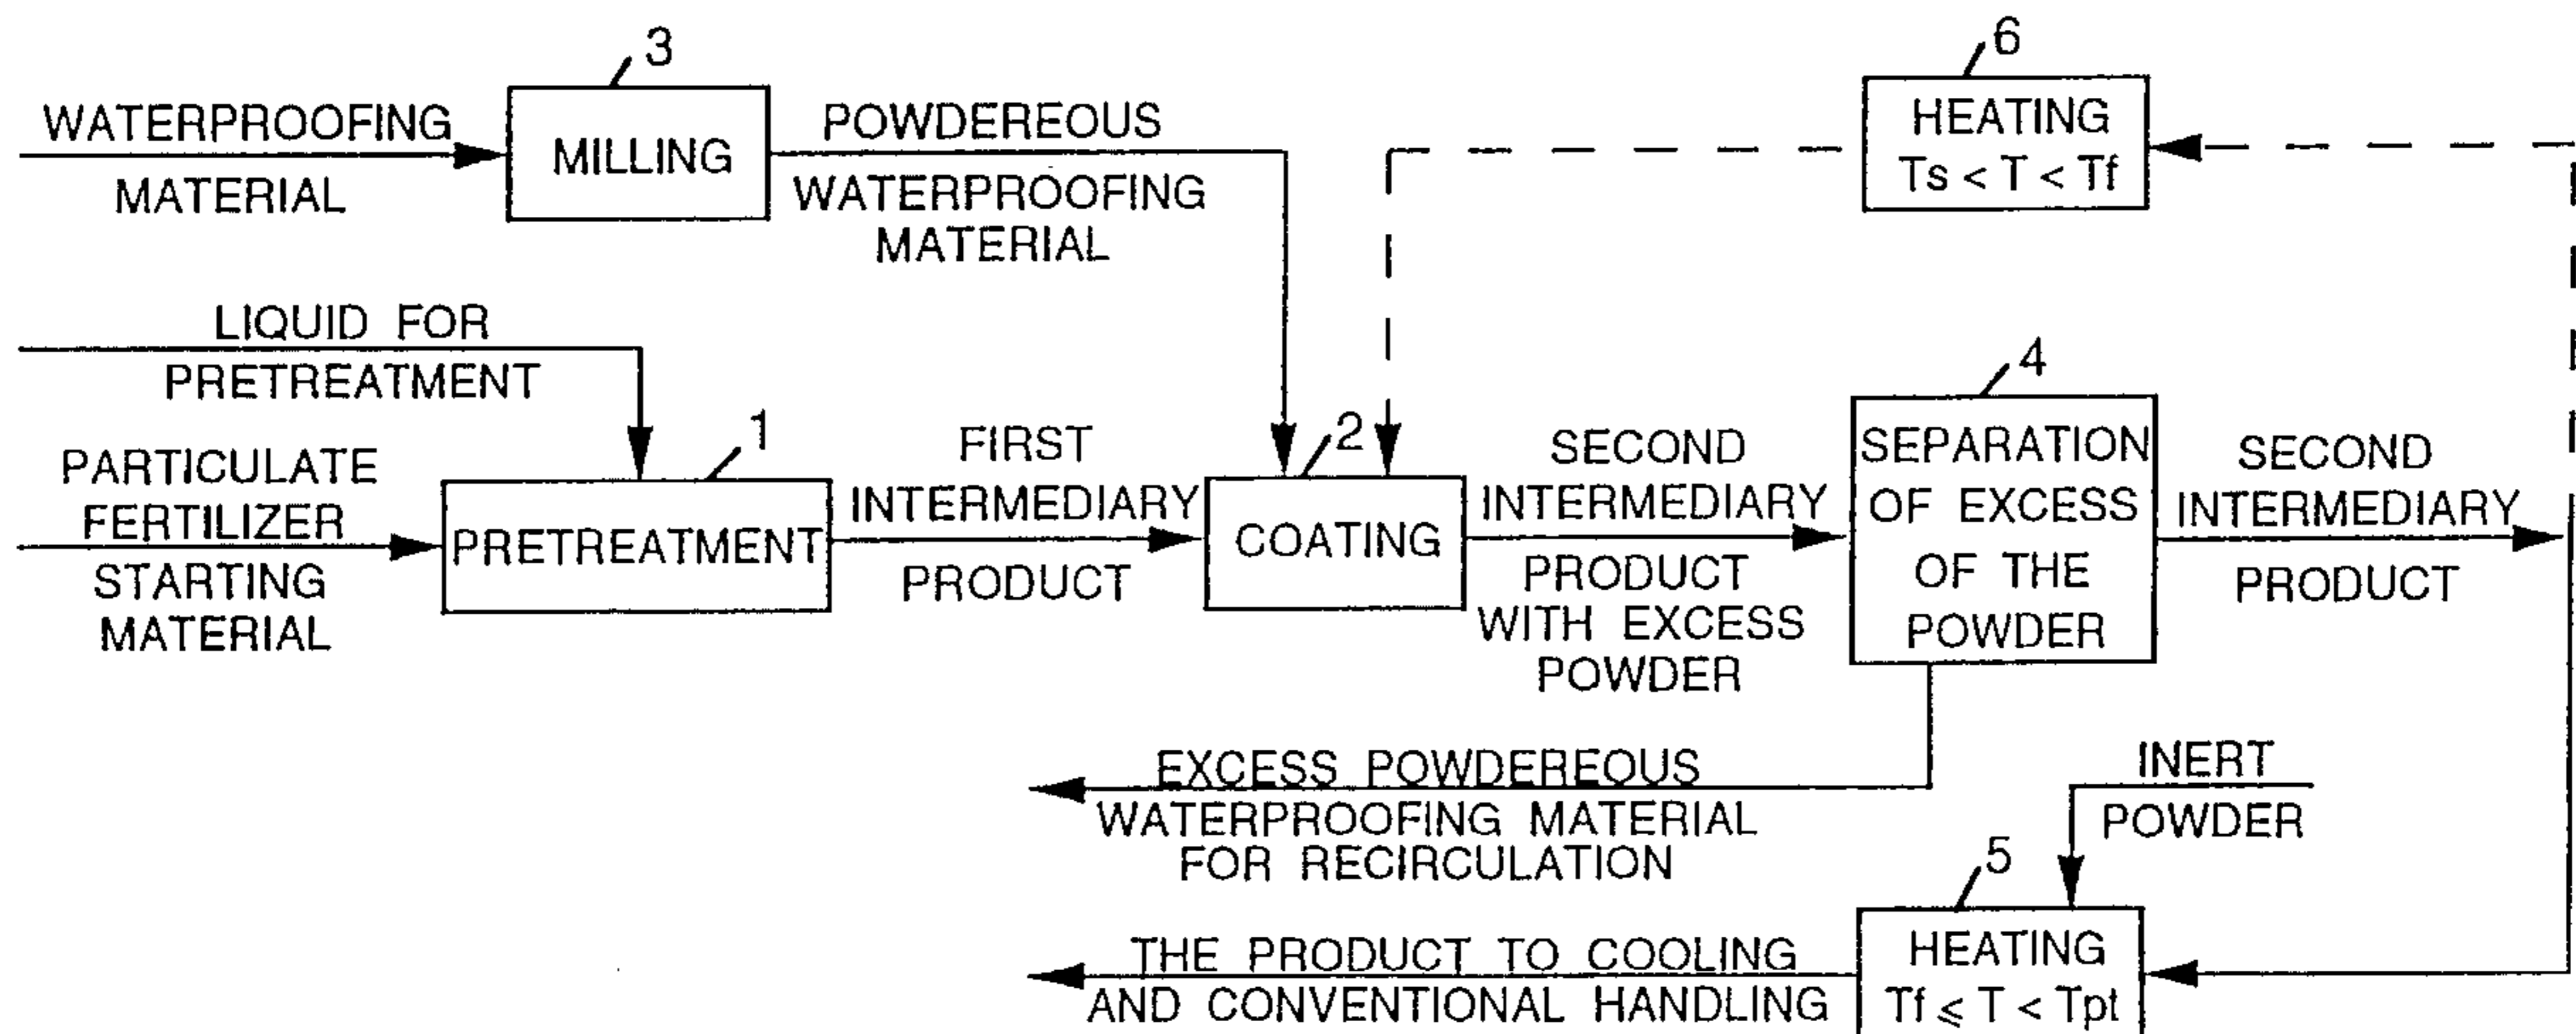 3
WATERPROOFING
MATERIAL
MILLING
POWDEREOUS
WATERPROOFING
MATERIAL
6
HEATING
Ts < T < Tf
LIQUID FOR
PRETREATMENT
PARTICULATE
FERTILIZER
STARTING
MATERIAL
1
PRETREATMENT
FIRST
INTERMEDIARY
PRODUCT
2
COATING
SECOND
INTERMEDIARY
PRODUCT
WITH EXCESS
POWDER
4
SEPARATION
OF EXCESS
OF THE
POWDER
SECOND
INTERMEDIARY
PRODUCT
EXCESS POWDEREOUS
WATERPROOFING MATERIAL
FOR RECIRCULATION
INERT
POWDER
5
HEATING
Tf ⩽ T < Tpt
THE PRODUCT TO COOLING
AND CONVENTIONAL HANDLING